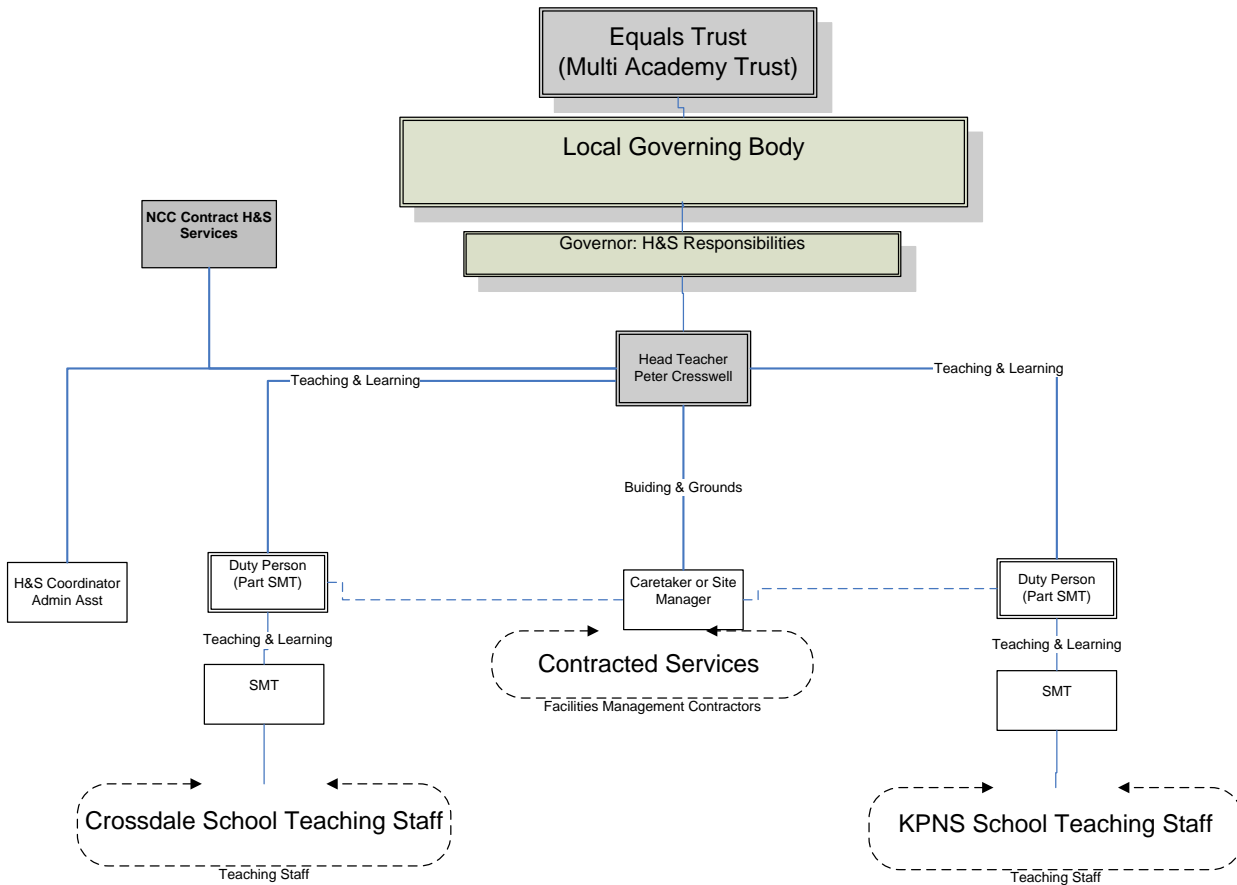 Equals Trust
(Multi Academy Trust)
Local Governing Body
NCC Contract H&S
Services
Governor: H&S Responsibilities
Head Teacher
Peter Cresswell
Teaching & Learning
Teaching & Learning
Buiding & Grounds
H&S Coordinator
Admin Asst
Duty Person
(Part SMT)
Caretaker or Site
Manager
Duty Person
(Part SMT)
Teaching & Learning
Teaching & Learning
SMT
Contracted Services
Facilities Management Contractors
SMT
Crossdale School Teaching Staff
Teaching Staff
KPNS School Teaching Staff
Teaching Staff